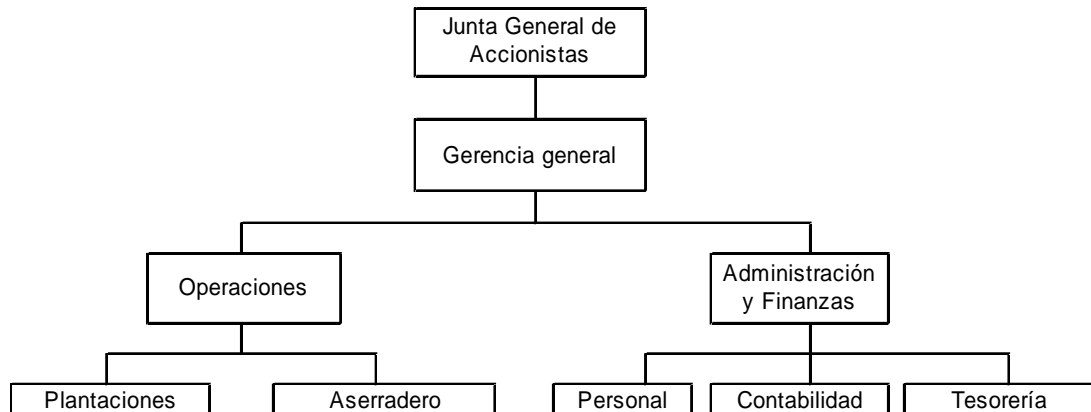 Junta General de
Accionistas
Gerencia general
Operaciones
Administración
y Finanzas
Plantaciones
Aserradero
Personal
Contabilidad
Tesorería